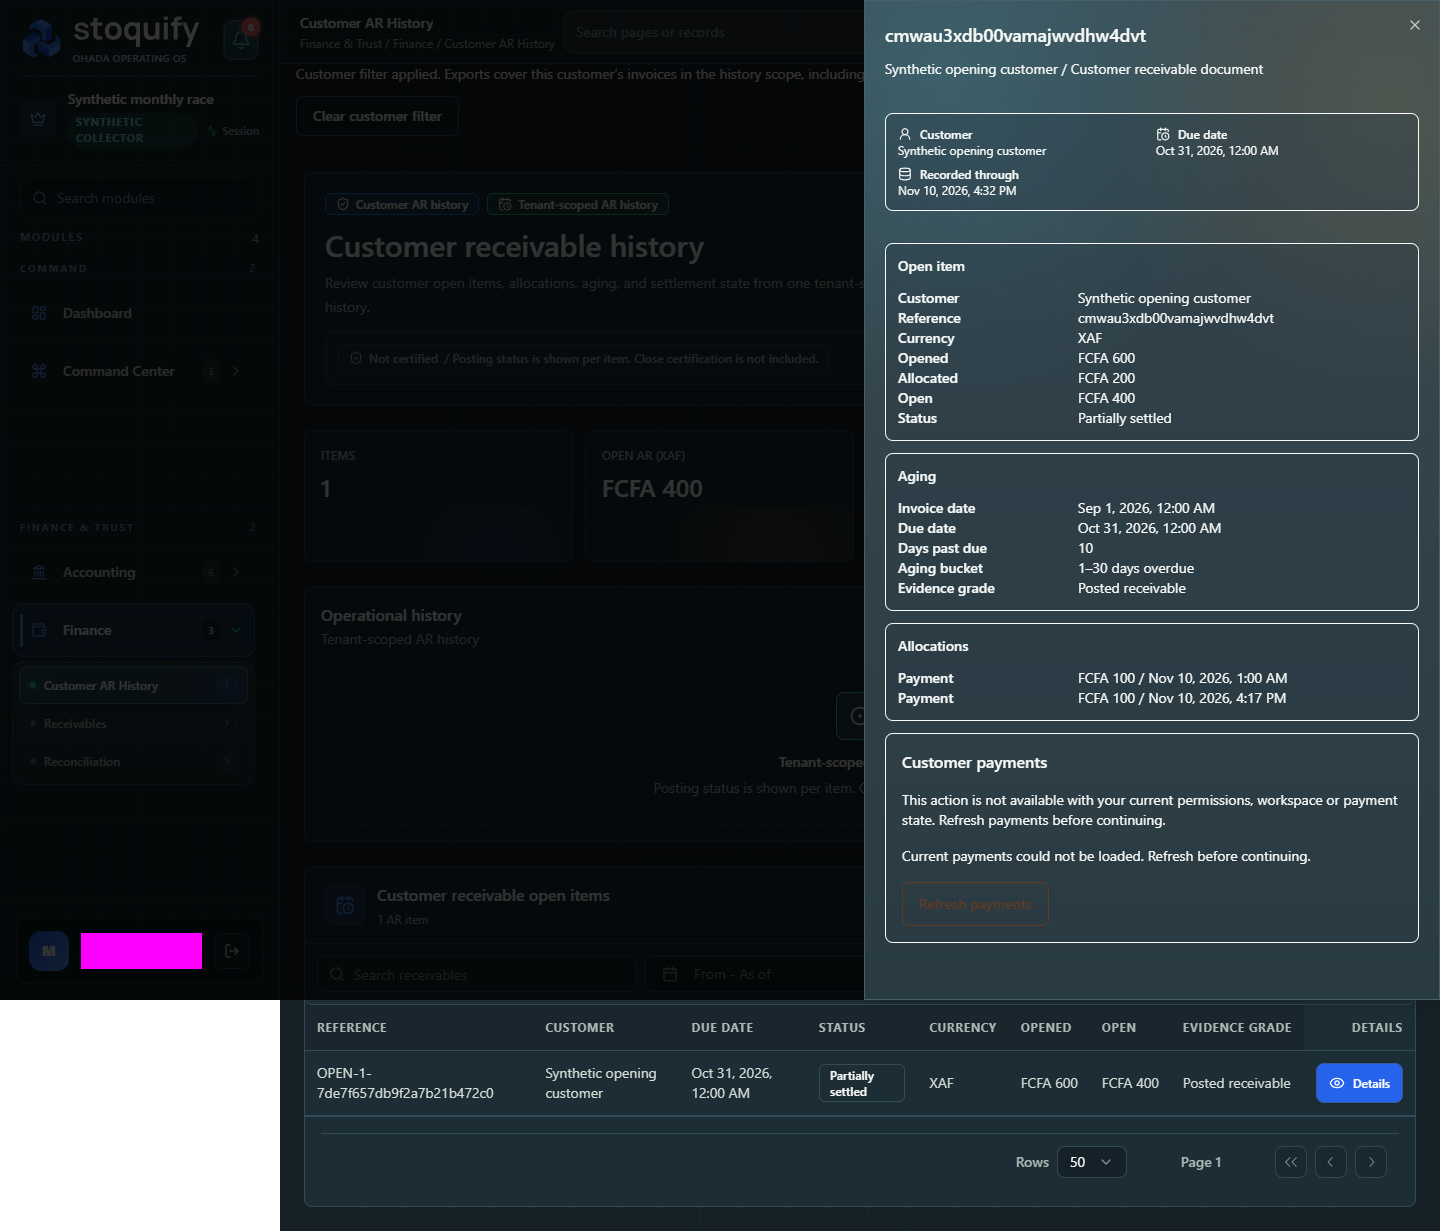 stoquify
OHADA OPERATING OS
0
Synthetic monthly race
SYNTHETIC COLLECTOR
Session
Search modules
MODULES
4
COMMAND
2
Dashboard
Command Center
3
FINANCE & TRUST
2
Accounting
6
Finance
3
Customer AR History
Receivables
Reconciliation
M
Customer AR History
Finance & Trust / Finance / Customer AR History
Search pages or records
Customer filter applied. Exports cover this customer's invoices in the history scope, including
Clear customer filter
Customer AR history
Tenant-scoped AR history
Customer receivable history
Review customer open items, allocations, aging, and settlement state from one tenant-s
history.
Not certified / Posting status is shown per item. Close certification is not included.
ITEMS
1
OPEN AR (XAF)
FCFA 400
Operational history
Tenant-scoped AR history
Tenant-scope
Posting status is shown per item.
Customer receivable open items
1 AR item
Search receivables
From - As of
REFERENCE CUSTOMER DUE DATE STATUS CURRENCY OPENED OPEN EVIDENCE GRADE DETAILS
OPEN-1-
7de7f657db9f2a7b21b472c0
Synthetic opening
customer
Oct 31, 2026,
12:00 AM
Partially
settled
XAF
FCFA 600
FCFA 400
Posted receivable
Details
Rows 50
Page 1
cmwau3xdb00vamajwvdhw4dvt
Synthetic opening customer / Customer receivable document
Customer
Synthetic opening customer
Due date
Oct 31, 2026, 12:00 AM
Recorded through
Nov 10, 2026, 4:32 PM
Open item
Customer Synthetic opening customer
Reference cmwau3xdb00vamajwvdhw4dvt
Currency XAF
Opened FCFA 600
Allocated FCFA 200
Open FCFA 400
Status Partially settled
Aging
Invoice date Sep 1, 2026, 12:00 AM
Due date Oct 31, 2026, 12:00 AM
Days past due 10
Aging bucket 1–30 days overdue
Evidence grade Posted receivable
Allocations
Payment FCFA 100 / Nov 10, 2026, 1:00 AM
Payment FCFA 100 / Nov 10, 2026, 4:17 PM
Customer payments
This action is not available with your current permissions, workspace or payment
state. Refresh payments before continuing.
Current payments could not be loaded. Refresh before continuing.
Refresh payments